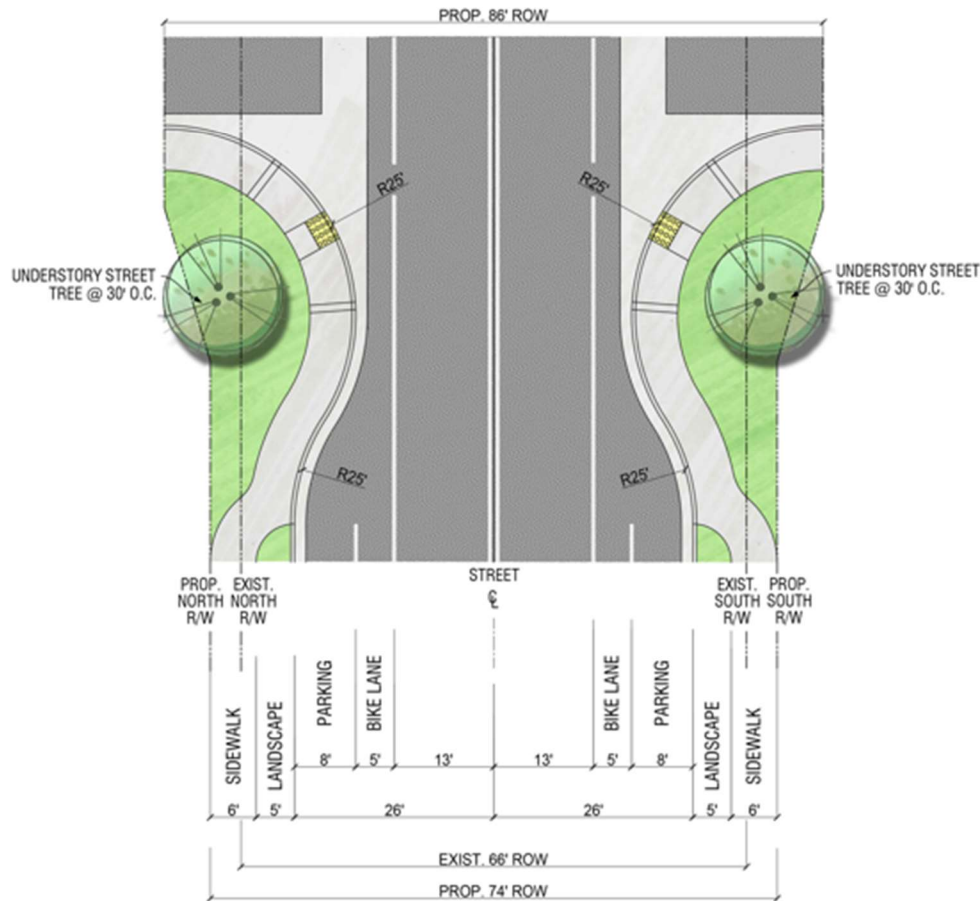 PROP. 86' ROW
R25'
R25'
UNDERSTORY STREET
TREE @ 30' O.C.
UNDERSTORY STREET
TREE @ 30' O.C.
R25'
R25'
STREET
℄
PROP.
NORTH
R/W
EXIST.
NORTH
R/W
EXIST.
SOUTH
R/W
PROP.
SOUTH
R/W
SIDEWALK
LANDSCAPE
PARKING
BIKE LANE
BIKE LANE
PARKING
LANDSCAPE
SIDEWALK
8'
5'
13'
13'
5'
8'
6'
5'
26'
26'
5'
6'
EXIST. 66' ROW
PROP. 74' ROW